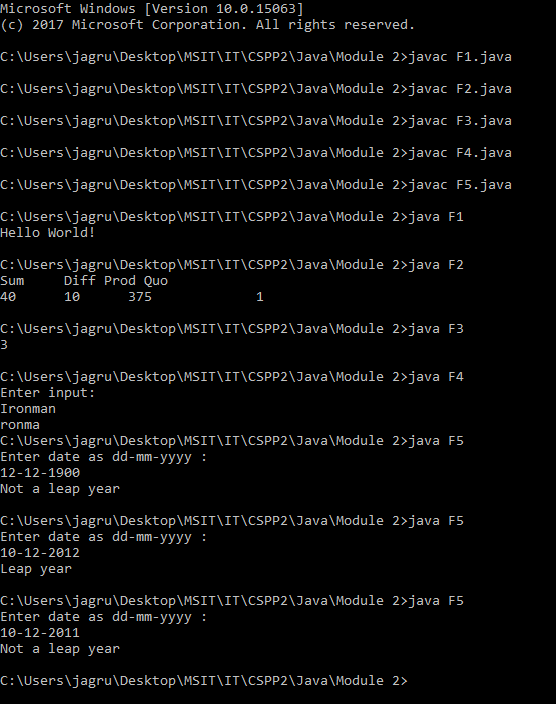 Microsoft Windows [Version 10.0.15063]
(c) 2017 Microsoft Corporation. All rights reserved.
C:\Users\jagru\Desktop\MSIT\IT\CSPP2\Java\Module 2>javac F1.java
C:\Users\jagru\Desktop\MSIT\IT\CSPP2\Java\Module 2>javac F2.java
C:\Users\jagru\Desktop\MSIT\IT\CSPP2\Java\Module 2>javac F3.java
C:\Users\jagru\Desktop\MSIT\IT\CSPP2\Java\Module 2>javac F4.java
C:\Users\jagru\Desktop\MSIT\IT\CSPP2\Java\Module 2>javac F5.java
C:\Users\jagru\Desktop\MSIT\IT\CSPP2\Java\Module 2>java F1
Hello World!
C:\Users\jagru\Desktop\MSIT\IT\CSPP2\Java\Module 2>java F2
Sum     Diff Prod Quo
40      10      375             1
C:\Users\jagru\Desktop\MSIT\IT\CSPP2\Java\Module 2>java F3
3
C:\Users\jagru\Desktop\MSIT\IT\CSPP2\Java\Module 2>java F4
Enter input:
Ironman
ronma
C:\Users\jagru\Desktop\MSIT\IT\CSPP2\Java\Module 2>java F5
Enter date as dd-mm-yyyy :
12-12-1900
Not a leap year
C:\Users\jagru\Desktop\MSIT\IT\CSPP2\Java\Module 2>java F5
Enter date as dd-mm-yyyy :
10-12-2012
Leap year
C:\Users\jagru\Desktop\MSIT\IT\CSPP2\Java\Module 2>java F5
Enter date as dd-mm-yyyy :
10-12-2011
Not a leap year
C:\Users\jagru\Desktop\MSIT\IT\CSPP2\Java\Module 2>